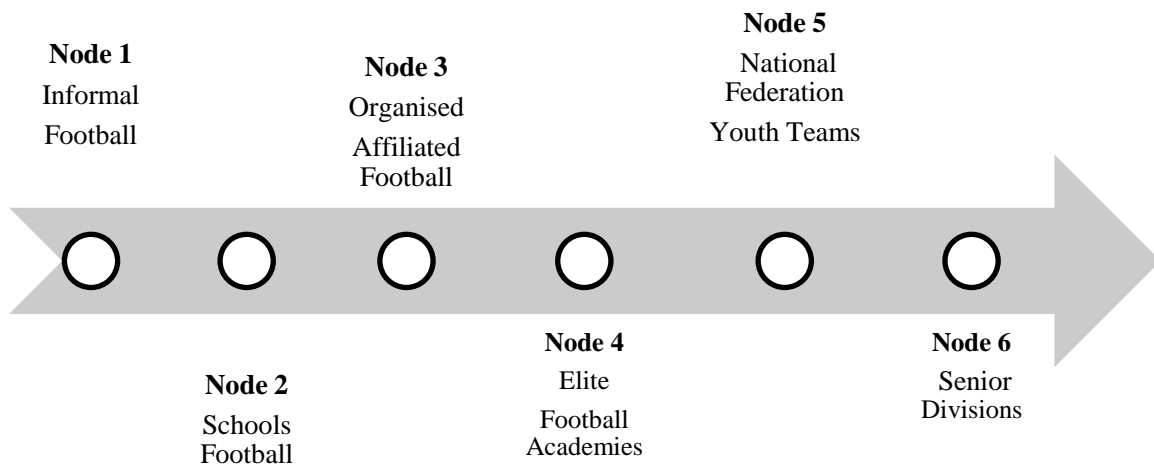 Node 1
Informal
Football
Node 2
Schools
Football
Node 3
Organised
Affiliated
Football
Node 4
Elite
Football
Academies
Node 5
National
Federation
Youth Teams
Node 6
Senior
Divisions